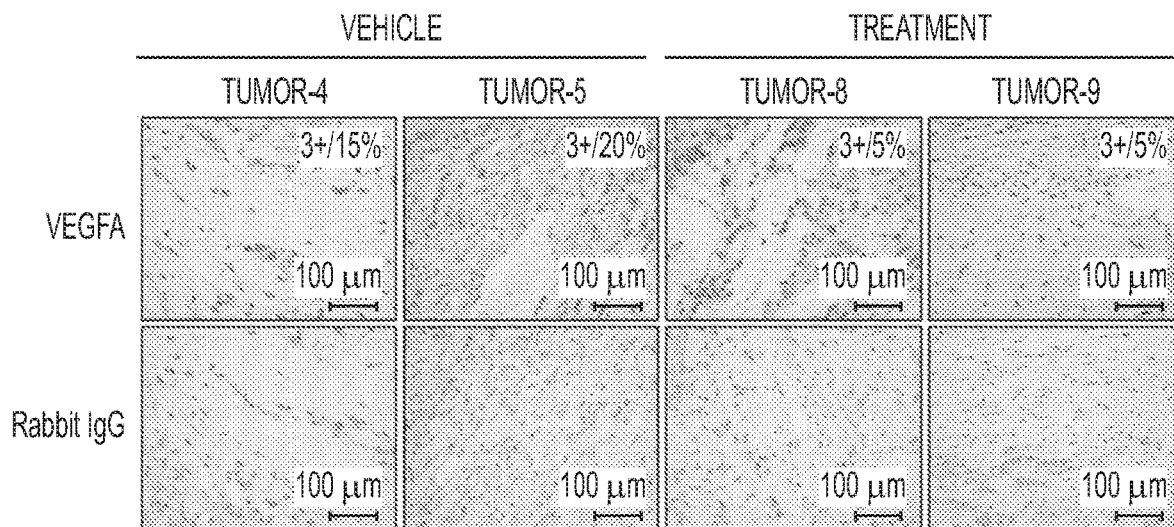 VEHICLE TREATMENT
TUMOR-4 TUMOR-5 TUMOR-8 TUMOR-9
VEGFA 3+/15% 3+/20% 3+/5% 3+/5%
100 μm 100 μm 100 μm 100 μm
Rabbit IgG
100 μm 100 μm 100 μm 100 μm